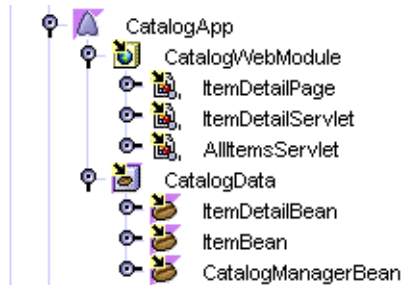 CatalogApp
CatalogWebModule
ItemDetailPage
ItemDetailServlet
AllItemsServlet
CatalogData
ItemDetailBean
ItemBean
CatalogManagerBean